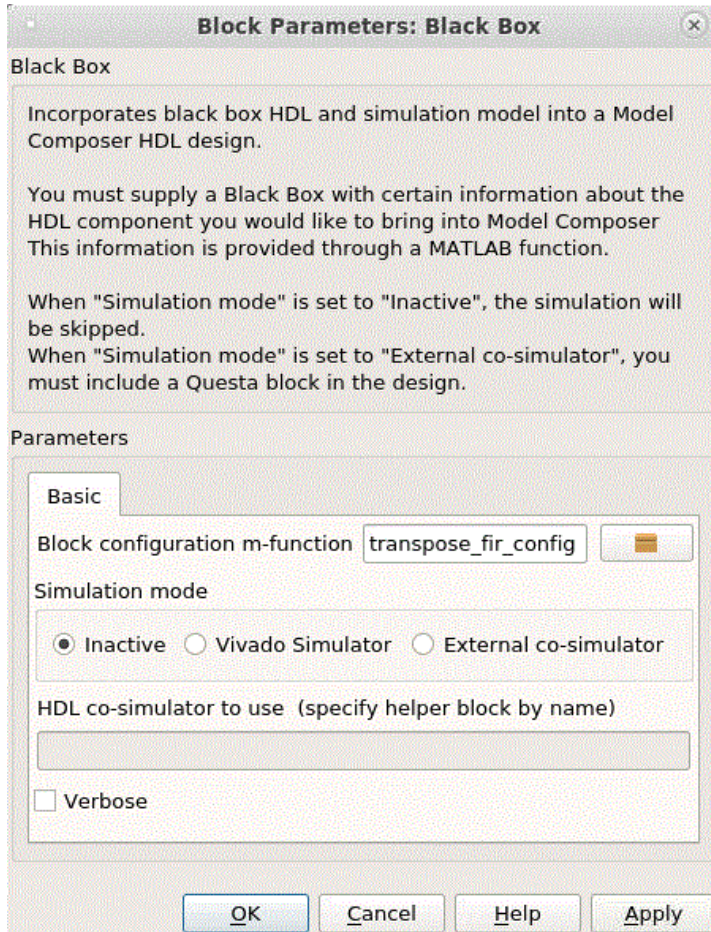 Block Parameters: Black Box
Black Box
Incorporates black box HDL and simulation model into a Model
Composer HDL design.
You must supply a Black Box with certain information about the
HDL component you would like to bring into Model Composer
This information is provided through a MATLAB function.
When "Simulation mode" is set to "Inactive", the simulation will
be skipped.
When "Simulation mode" is set to "External co-simulator", you
must include a Questa block in the design.
Parameters
Basic
Block configuration m-function transpose_fir_config
Simulation mode
Inactive Vivado Simulator External co-simulator
HDL co-simulator to use (specify helper block by name)
Verbose
OK Cancel Help Apply